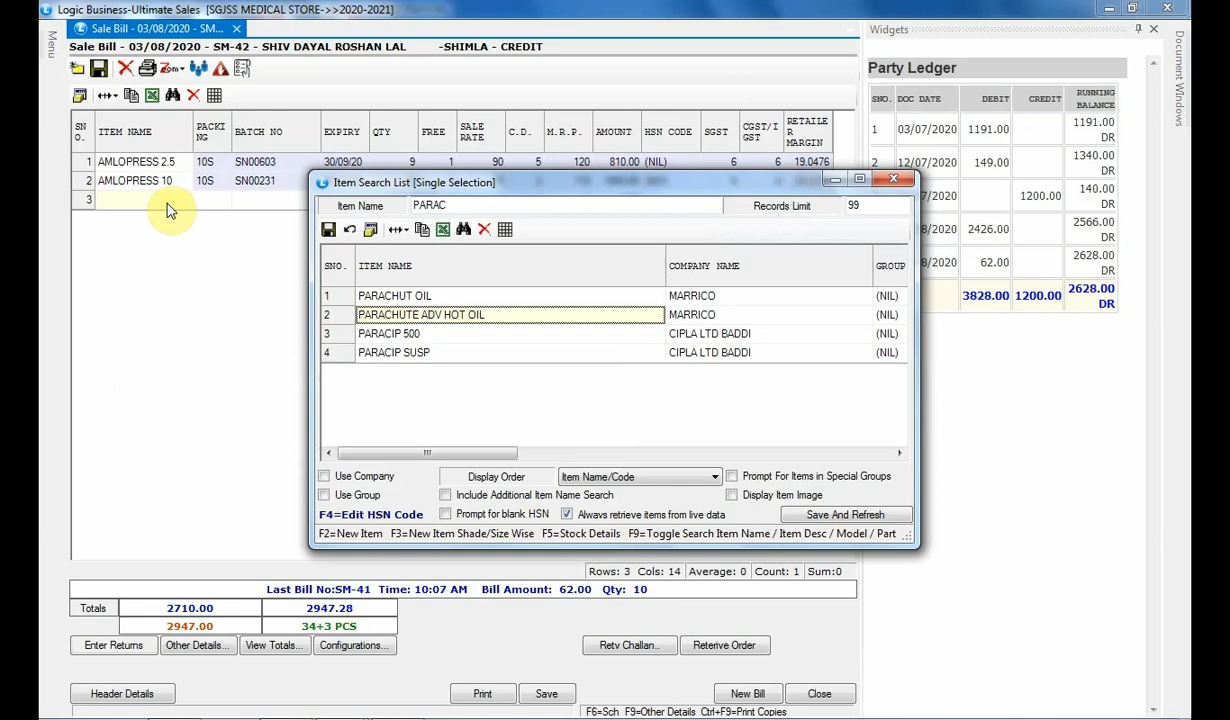 Logic Business-Ultimate Sales [SGJSS MEDICAL STORE->>2020-2021]
Sale Bill - 03/08/2020 - SM...
Widgets
Menu
Document Windows
Sale Bill - 03/08/2020 - SM-42 - SHIV DAYAL ROSHAN LAL -SHIMLA - CREDIT
Party Ledger
SNO. DOC DATE DEBIT CREDIT RUNNING BALANCE
1 03/07/2020 1191.00 1191.00 DR
2 12/07/2020 149.00 1340.00 DR
1200.00 140.00 DR
/2020 2426.00 2566.00 DR
8/2020 62.00 2628.00 DR
3828.00 1200.00 2628.00 DR
SN O. ITEM NAME PACKI NG BATCH NO EXPIRY QTY FREE SALE RATE C.D. M.R.P. AMOUNT HSN CODE SGST CGST/I GST RETAILE R MARGIN
1 AMLOPRESS 2.5 10S SN00603 30/09/20 9 1 90 5 120 810.00 (NIL) 6 6 19.0476
2 AMLOPRESS 10 10S SN00231
3
Item Search List [Single Selection]
Item Name PARAC Records Limit 99
SNO. ITEM NAME COMPANY NAME GROUP
1 PARACHUT OIL MARRICO (NIL)
2 PARACHUTE ADV HOT OIL MARRICO (NIL)
3 PARACIP 500 CIPLA LTD BADDI (NIL)
4 PARACIP SUSP CIPLA LTD BADDI (NIL)
Use Company Display Order Item Name/Code Prompt For Items in Special Groups
Use Group Include Additional Item Name Search Display Item Image
F4=Edit HSN Code Prompt for blank HSN Always retrieve items from live data Save And Refresh
F2=New Item F3=New Item Shade/Size Wise F5=Stock Details F9=Toggle Search Item Name / Item Desc / Model / Part
Rows: 3 Cols: 14 Average: 0 Count: 1 Sum:0
Last Bill No:SM-41 Time: 10:07 AM Bill Amount: 62.00 Qty: 10
Totals 2710.00 2947.28
2947.00 34+3 PCS
Enter Returns Other Details... View Totals... Configurations... Retv Challan.. Reterive Order
Header Details Print Save New Bill Close
F6=Sch F9=Other Details Ctrl+F9=Print Copies